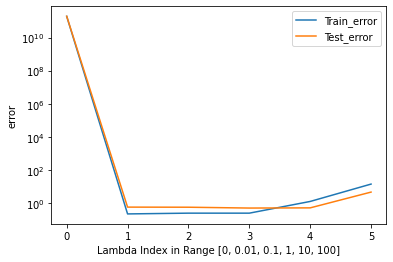 Train_error
Test_error
error
10¹⁰
10⁸
10⁶
10⁴
10²
10⁰
0 1 2 3 4 5
Lambda Index in Range [0, 0.01, 0.1, 1, 10, 100]